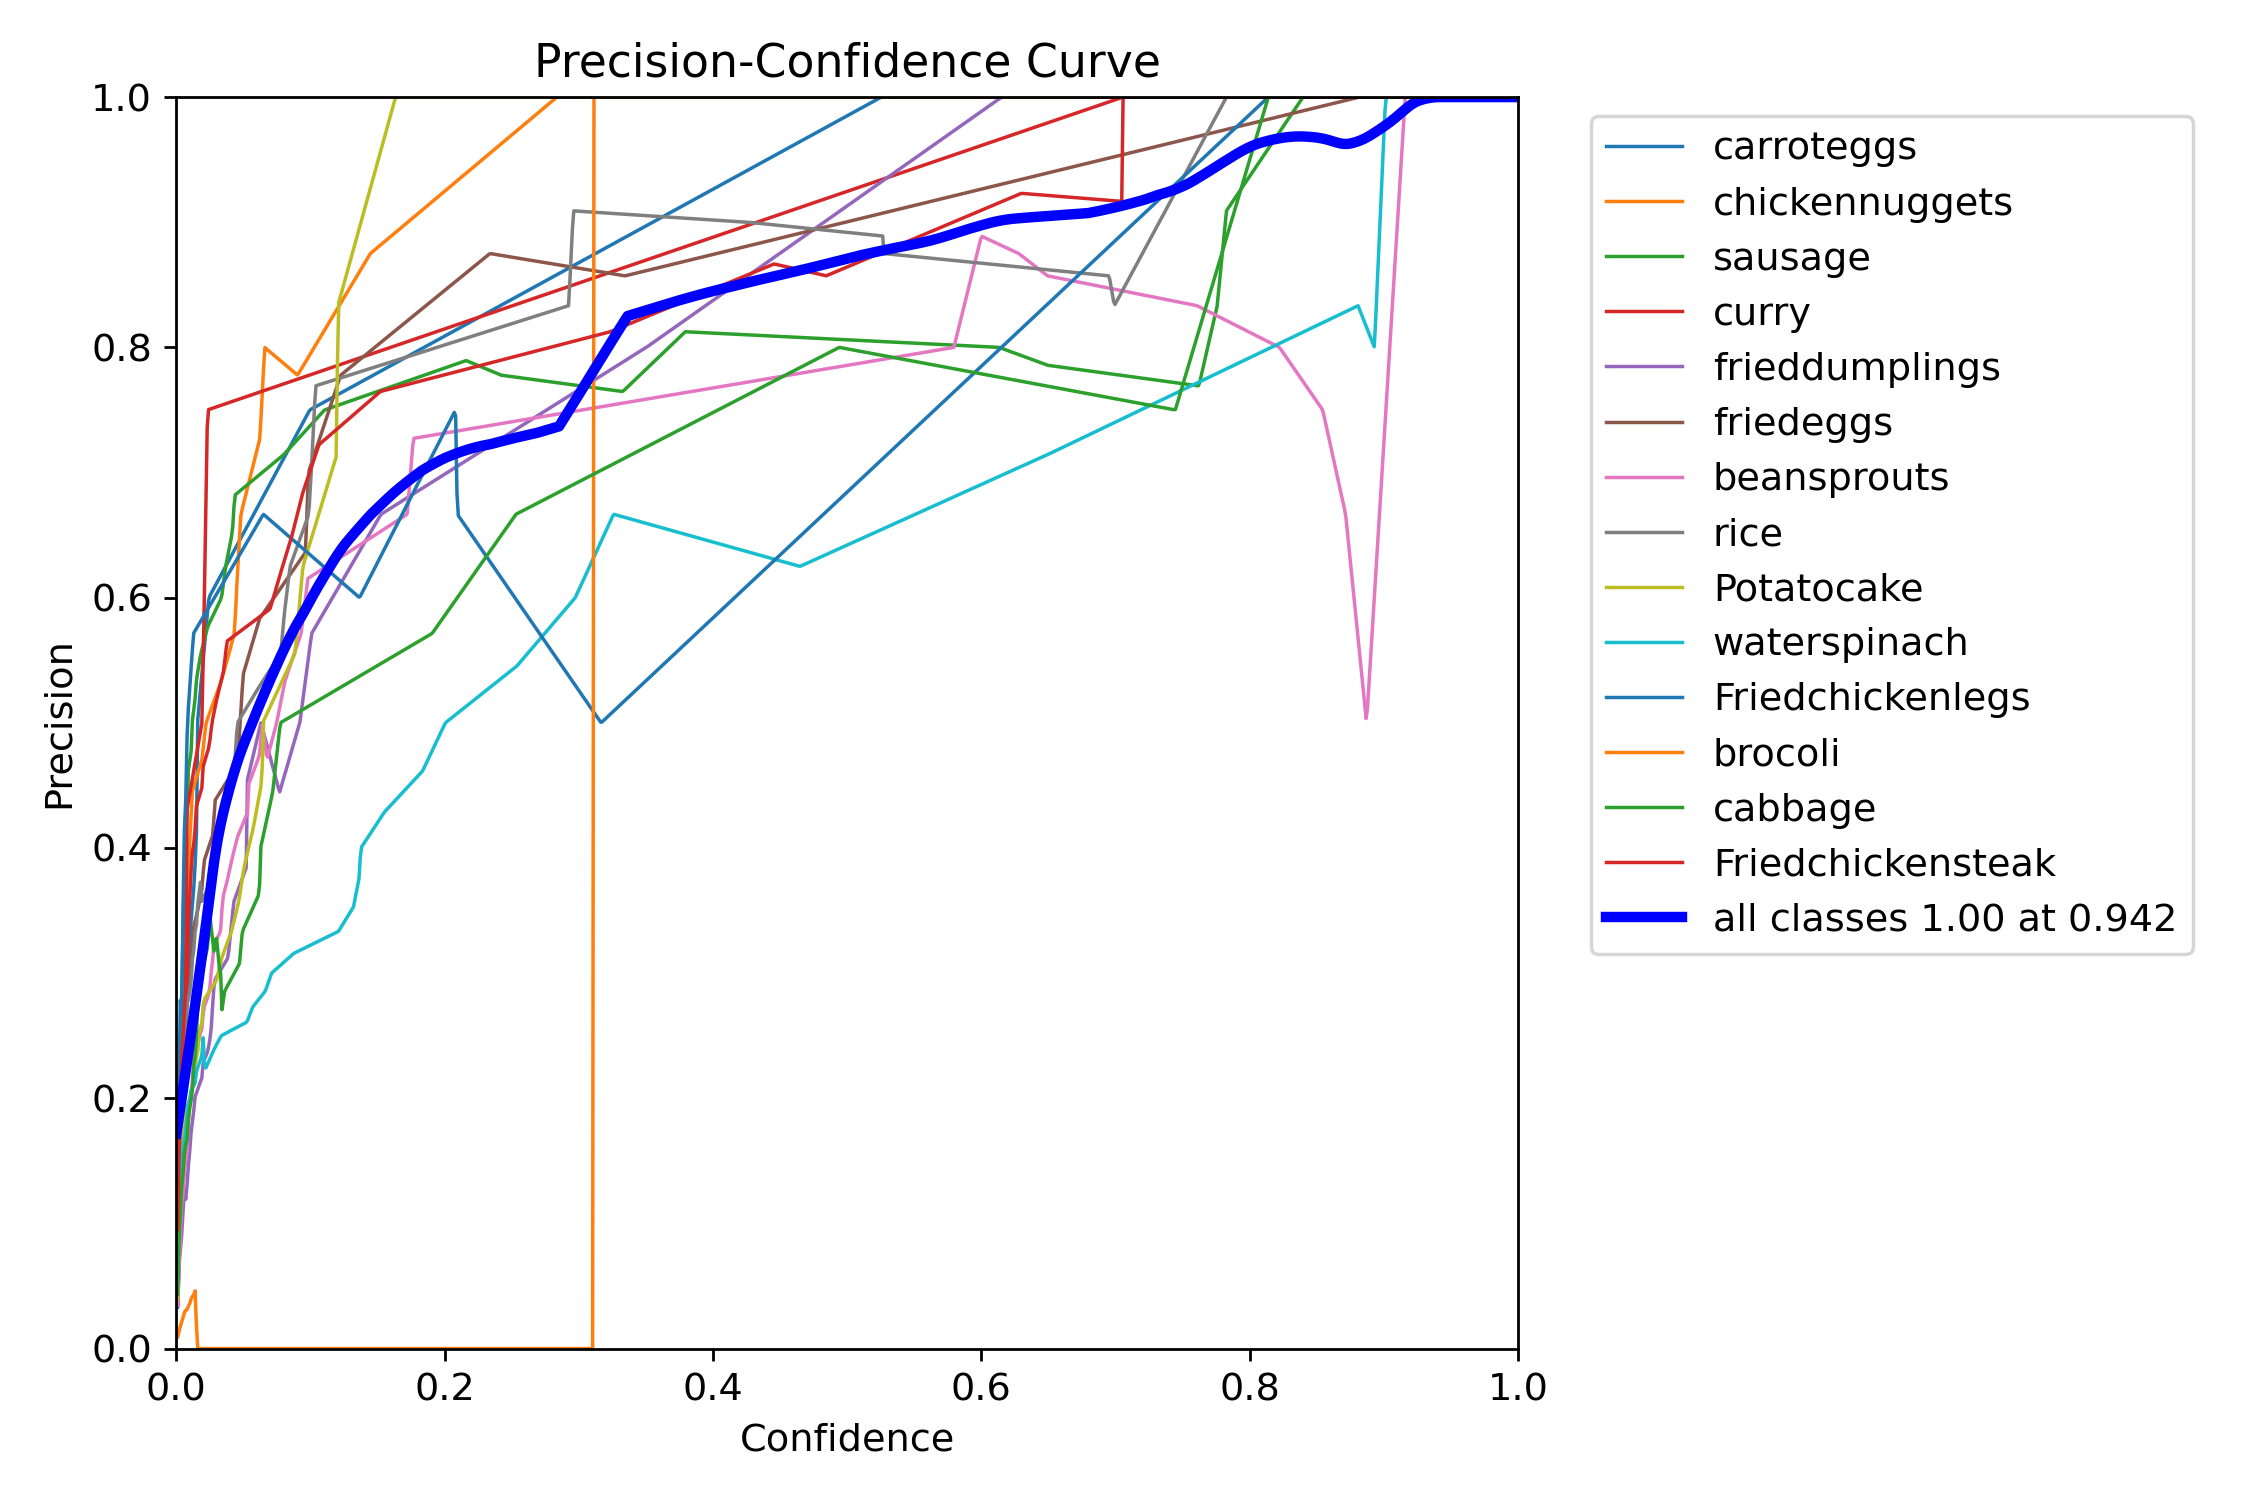 Precision-Confidence Curve
1.0
0.8
0.6
0.4
0.2
0.0
Precision
0.0 0.2 0.4 0.6 0.8 1.0
Confidence
carroteggs
chickennuggets
sausage
curry
frieddumplings
friedeggs
beansprouts
rice
Potatocake
waterspinach
Friedchickenlegs
brocoli
cabbage
Friedchickensteak
all classes 1.00 at 0.942